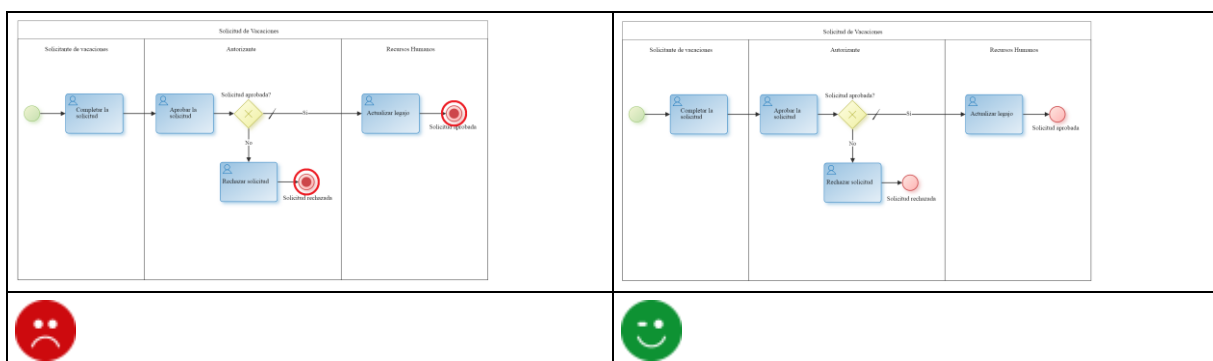 Solicitud de Vacaciones
Solicitante de vacaciones
Autorizante
Recursos Humanos
Solicitud aprobada?
Completar la
solicitud
Aprobar la
solicitud
Si
Actualizar legajo
Solicitud aprobada
No
Rechazar solicitud
Solicitud rechazada
Solicitud de Vacaciones
Solicitante de vacaciones
Autorizante
Recursos Humanos
Solicitud aprobada?
Completar la
solicitud
Aprobar la
solicitud
Si
Actualizar legajo
Solicitud aprobada
No
Rechazar solicitud
Solicitud rechazada